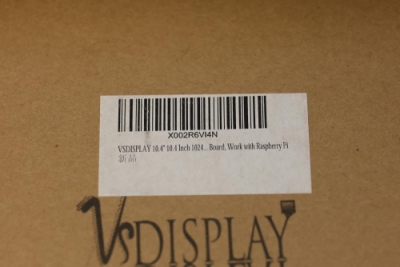 X002R6VI4N
VSDISPLAY 10.4" 10.4 Inch 1024... Board, Work with Raspberry Pi
新品
VSDISPLAY